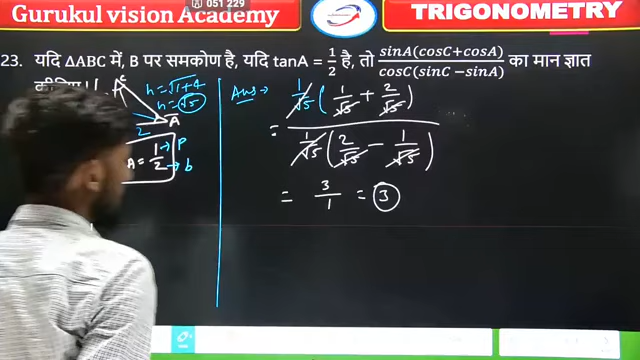 051 229
Gurukul vision Academy
TRIGONOMETRY
23. यदि ΔABC में, B पर समकोण है, यदि tanA = 1/2 है, तो sinA(cosC+cosA)/cosC(sinC−sinA) का मान ज्ञात
C
h = √1+4
h = √5
A
2
A = 1/2 → p → b
Ans →
= 1/√5 (1/√5 + 2/√5) / 1/√5 (2/√5 − 1/√5)
= 3/1 = 3